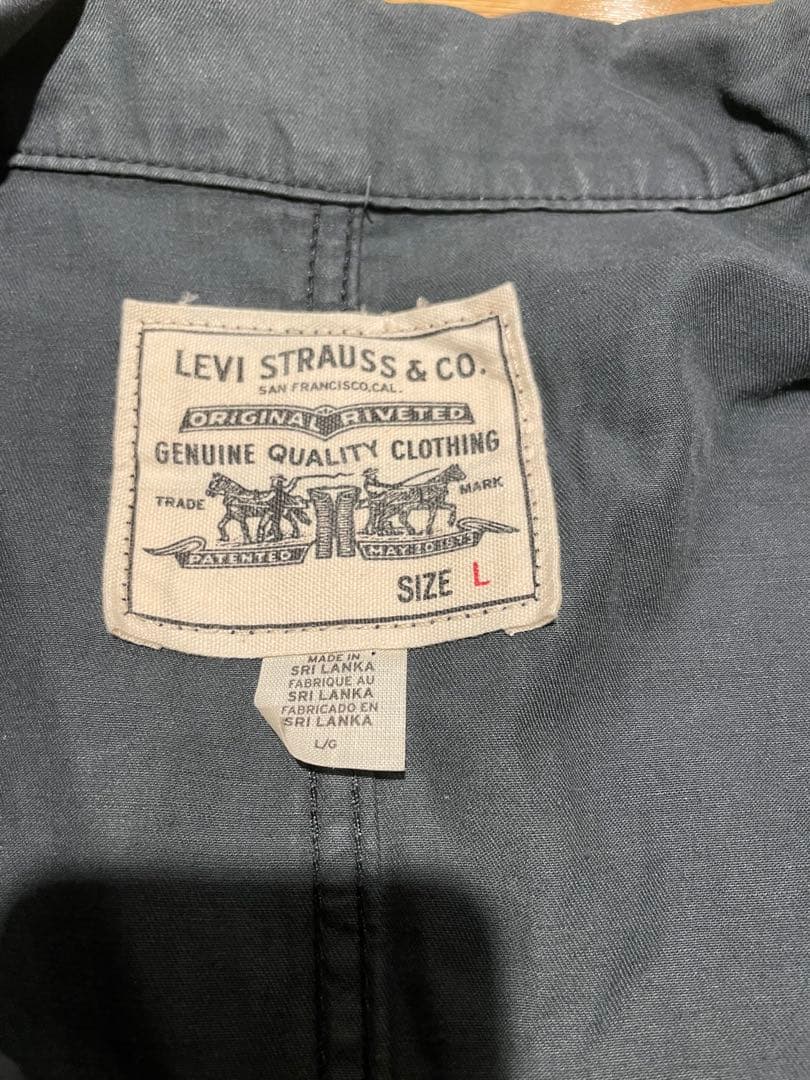 LEVI STRAUSS & CO.
SAN FRANCISCO, CAL.
ORIGINAL RIVETED
GENUINE QUALITY CLOTHING
TRADE MARK
PATENTED MAY 20 1873
SIZE L
MADE IN
SRI LANKA
FABRIQUE AU
SRI LANKA
FABRICADO EN
SRI LANKA
L/G